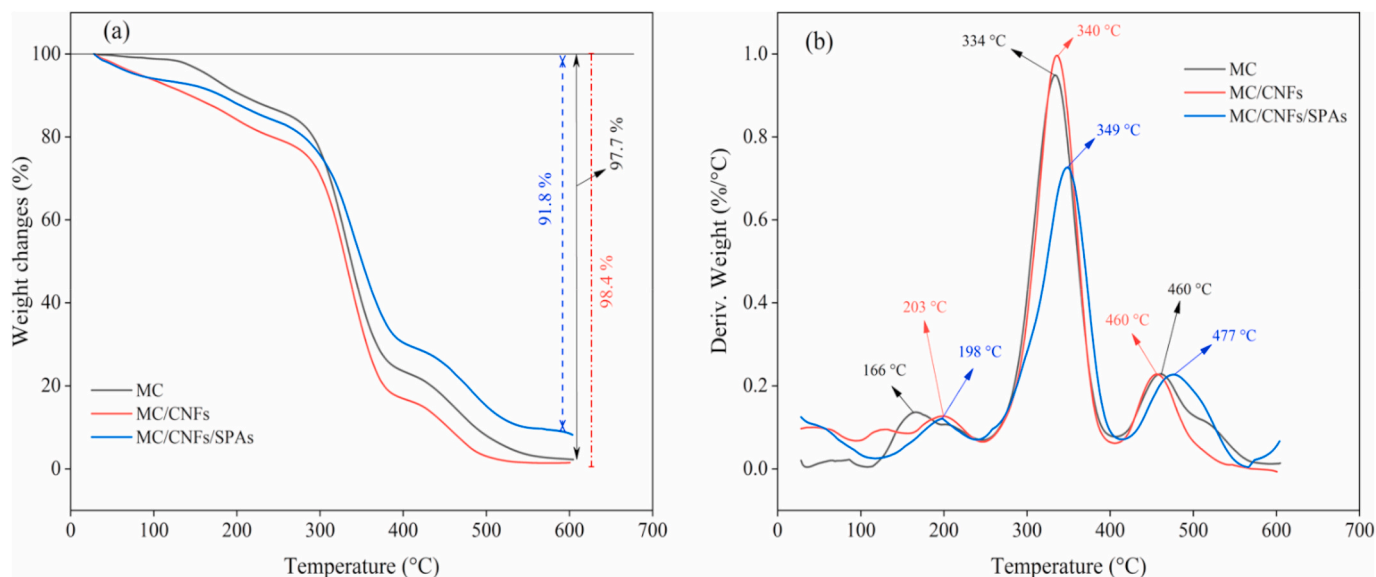 (a)
100
80
60
40
20
0
Weight changes (%)
91.8 %
97.7 %
98.4 %
MC
MC/CNFs
MC/CNFs/SPAs
0
100
200
300
400
500
600
700
Temperature (°C)
(b)
1.0
0.8
0.6
0.4
0.2
0.0
Deriv. Weight (%/°C)
334 °C
340 °C
349 °C
MC
MC/CNFs
MC/CNFs/SPAs
203 °C
198 °C
166 °C
460 °C
460 °C
477 °C
0
100
200
300
400
500
600
700
Temperature (°C)